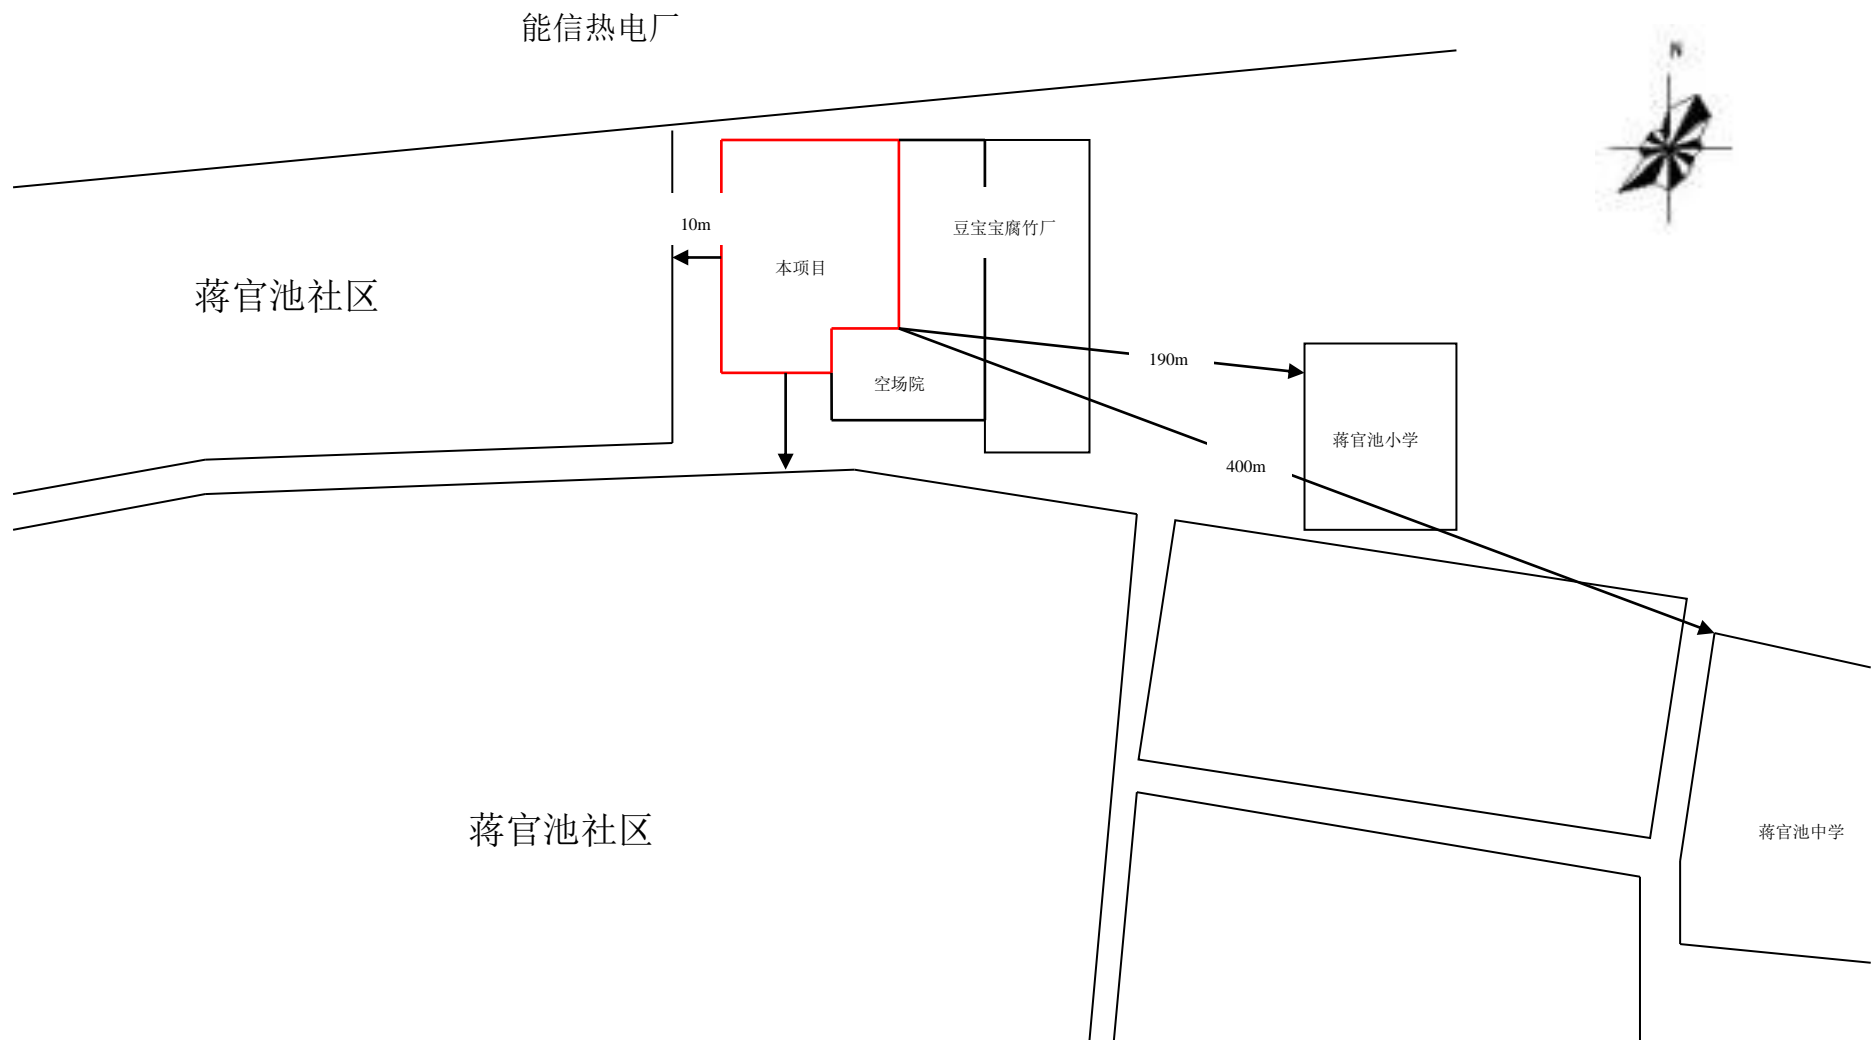 能信热电厂
N
10m
豆宝宝腐竹厂
本项目
蒋官池社区
190m
空场院
蒋官池小学
400m
蒋官池社区
蒋官池中学